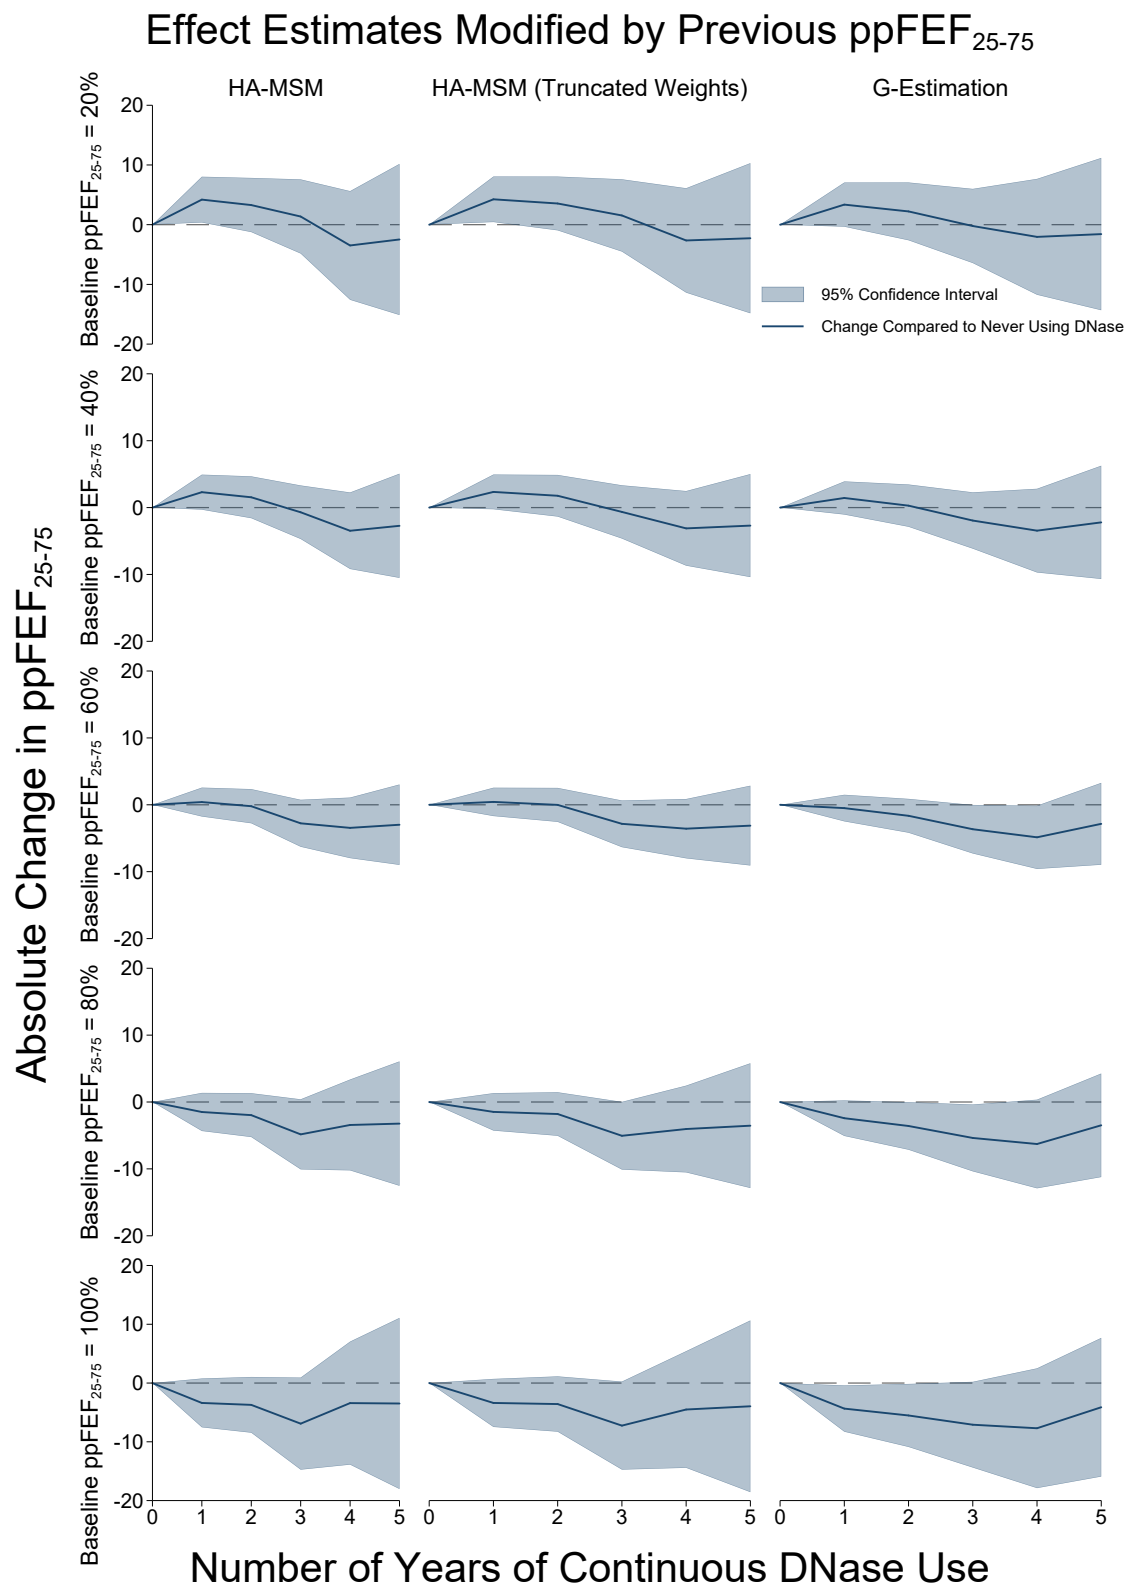 Effect Estimates Modified by Previous ppFEF25-75
HA-MSM
HA-MSM (Truncated Weights)
G-Estimation
Absolute Change in ppFEF25-75
Baseline ppFEF25-75 = 20%
20
10
0
-10
-20
95% Confidence Interval
Change Compared to Never Using DNase
Baseline ppFEF25-75 = 40%
20
10
0
-10
-20
Baseline ppFEF25-75 = 60%
20
10
0
-10
-20
Baseline ppFEF25-75 = 80%
20
10
0
-10
-20
Baseline ppFEF25-75 = 100%
20
10
0
-10
-20
0 1 2 3 4 5
0 1 2 3 4 5
0 1 2 3 4 5
Number of Years of Continuous DNase Use